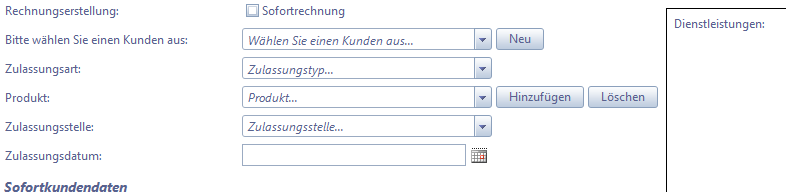 Rechnungserstellung: Sofortrechnung
Dienstleistungen:
Bitte wählen Sie einen Kunden aus: Wählen Sie einen Kunden aus... Neu
Zulassungsart: Zulassungstyp...
Produkt: Produkt... Hinzufügen Löschen
Zulassungsstelle: Zulassungsstelle...
Zulassungsdatum:
Sofortkundendaten